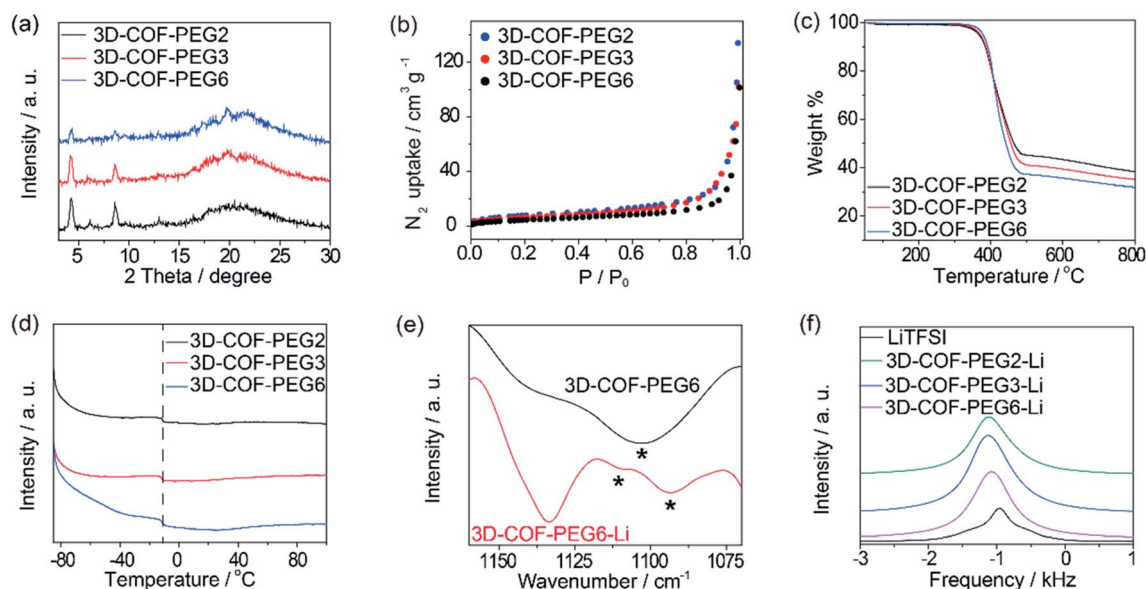 (a)
3D-COF-PEG2
3D-COF-PEG3
3D-COF-PEG6
Intensity / a. u.
5 10 15 20 25 30
2 Theta / degree
(b)
3D-COF-PEG2
3D-COF-PEG3
3D-COF-PEG6
N₂ uptake / cm³ g⁻¹
120
80
40
0
0.0 0.2 0.4 0.6 0.8 1.0
P / P₀
(c)
Weight %
100
80
60
40
20
3D-COF-PEG2
3D-COF-PEG3
3D-COF-PEG6
200 400 600 800
Temperature / °C
(d)
3D-COF-PEG2
3D-COF-PEG3
3D-COF-PEG6
Intensity / a. u.
-80 -40 0 40 80
Temperature / °C
(e)
3D-COF-PEG6
*
* *
3D-COF-PEG6-Li
Intensity / a. u.
1150 1125 1100 1075
Wavenumber / cm⁻¹
(f)
LiTFSI
3D-COF-PEG2-Li
3D-COF-PEG3-Li
3D-COF-PEG6-Li
Intensity / a. u.
-3 -2 -1 0 1
Frequency / kHz